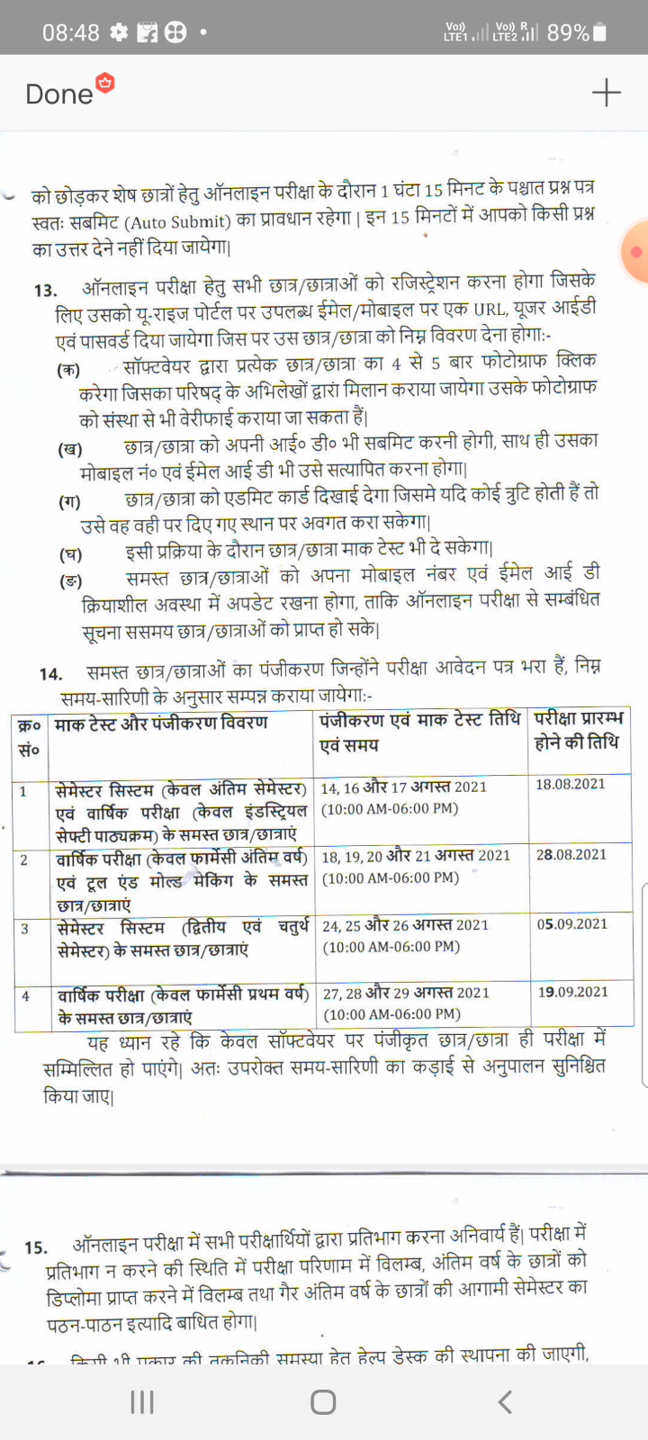 08:48
Vo)) LTE1 Vo)) R LTE2 89%
Done
को छोड़कर शेष छात्रों हेतु ऑनलाइन परीक्षा के दौरान 1 घंटा 15 मिनट के पश्चात प्रश्न पत्र
स्वतः सबमिट (Auto Submit) का प्रावधान रहेगा | इन 15 मिनटों में आपको किसी प्रश्न
का उत्तर देने नहीं दिया जायेगा|
13. ऑनलाइन परीक्षा हेतु सभी छात्र/छात्राओं को रजिस्ट्रेशन करना होगा जिसके
लिए उसको यू-राइज पोर्टल पर उपलब्ध ईमेल/मोबाइल पर एक URL, यूजर आईडी
एवं पासवर्ड दिया जायेगा जिस पर उस छात्र/छात्रा को निम्न विवरण देना होगा:-
(क) सॉफ्टवेयर द्वारा प्रत्येक छात्र/छात्रा का 4 से 5 बार फोटोग्राफ क्लिक
करेगा जिसका परिषद् के अभिलेखों द्वारा मिलान कराया जायेगा उसके फोटोग्राफ
को संस्था से भी वेरीफाई कराया जा सकता हैं|
(ख) छात्र/छात्रा को अपनी आई० डी० भी सबमिट करनी होगी, साथ ही उसका
मोबाइल नं० एवं ईमेल आई डी भी उसे सत्यापित करना होगा|
(ग) छात्र/छात्रा को एडमिट कार्ड दिखाई देगा जिसमे यदि कोई त्रुटि होती हैं तो
उसे वह वही पर दिए गए स्थान पर अवगत करा सकेगा|
(घ) इसी प्रक्रिया के दौरान छात्र/छात्रा माक टेस्ट भी दे सकेगा|
(ङ) समस्त छात्र/छात्राओं को अपना मोबाइल नंबर एवं ईमेल आई डी
क्रियाशील अवस्था में अपडेट रखना होगा, ताकि ऑनलाइन परीक्षा से सम्बंधित
सूचना ससमय छात्र/छात्राओं को प्राप्त हो सके|
14. समस्त छात्र/छात्राओं का पंजीकरण जिन्होंने परीक्षा आवेदन पत्र भरा हैं, निम्न
समय-सारिणी के अनुसार सम्पन्न कराया जायेगा:-
क्र० माक टेस्ट और पंजीकरण विवरण पंजीकरण एवं माक टेस्ट तिथि परीक्षा प्रारम्भ
सं० एवं समय होने की तिथि
1 सेमेस्टर सिस्टम (केवल अंतिम सेमेस्टर) 14, 16 और 17 अगस्त 2021 18.08.2021
एवं वार्षिक परीक्षा (केवल इंडस्ट्रियल (10:00 AM-06:00 PM)
सेफ्टी पाठ्यक्रम) के समस्त छात्र/छात्राएं
2 वार्षिक परीक्षा (केवल फार्मेसी अंतिम वर्ष) 18, 19, 20 और 21 अगस्त 2021 28.08.2021
एवं टूल एंड मोल्ड मेकिंग के समस्त (10:00 AM-06:00 PM)
छात्र/छात्राएं
3 सेमेस्टर सिस्टम (द्वितीय एवं चतुर्थ 24, 25 और 26 अगस्त 2021 05.09.2021
सेमेस्टर) के समस्त छात्र/छात्राएं (10:00 AM-06:00 PM)
4 वार्षिक परीक्षा (केवल फार्मेसी प्रथम वर्ष) 27, 28 और 29 अगस्त 2021 19.09.2021
के समस्त छात्र/छात्राएं (10:00 AM-06:00 PM)
यह ध्यान रहे कि केवल सॉफ्टवेयर पर पंजीकृत छात्र/छात्रा ही परीक्षा में
सम्मिल्लित हो पाएंगे| अतः उपरोक्त समय-सारिणी का कड़ाई से अनुपालन सुनिश्चित
किया जाए|
15. ऑनलाइन परीक्षा में सभी परीक्षार्थियों द्वारा प्रतिभाग करना अनिवार्य हैं| परीक्षा में
प्रतिभाग न करने की स्थिति में परीक्षा परिणाम में विलम्ब, अंतिम वर्ष के छात्रों को
डिप्लोमा प्राप्त करने में विलम्ब तथा गैर अंतिम वर्ष के छात्रों की आगामी सेमेस्टर का
पठन-पाठन इत्यादि बाधित होगा|
किसी भी प्रकार की तकनिकी समस्या हेतु हेल्प डेस्क की स्थापना की जाएगी,